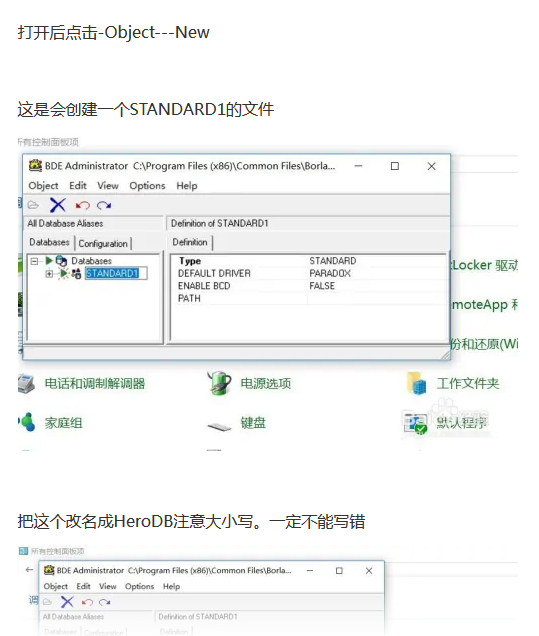 打开后点击-Object---New
这是会创建一个STANDARD1的文件
所有控制面板项
BDE Administrator C:\Program Files (x86)\Common Files\Borla...
Object Edit View Options Help
All Database Aliases
Definition of STANDARD1
Databases Configuration
Definition
Databases
STANDARD1
Type STANDARD
DEFAULT DRIVER PARADOX
ENABLE BCD FALSE
PATH
tLocker 驱动
moteApp 和
份和还原(Wi
电话和调制解调器
电源选项
工作文件夹
家庭组
键盘
默认程序
把这个改名成HeroDB注意大小写。一定不能写错
所有控制面板项
BDE Administrator C:\Program Files (x86)\Common Files\Borla...
Object Edit View Options Help
调
All Database Aliases
Definition of STANDARD1
Databases Configuration
Definition